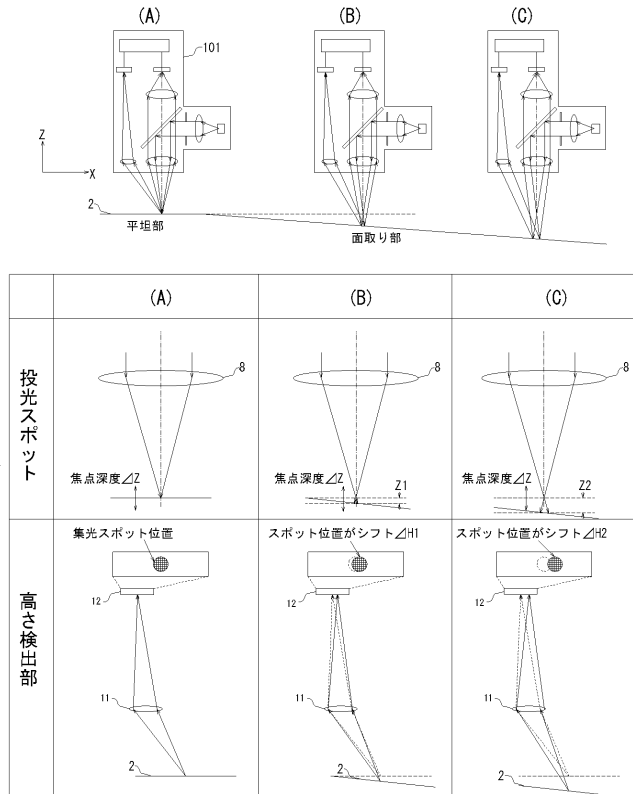 (A)
(B)
(C)
101
Z
X
2
平坦部
面取り部
(A)
(B)
(C)
投光スポット
8
焦点深度⊿Z
8
焦点深度⊿Z
Z1
8
焦点深度⊿Z
Z2
高さ検出部
集光スポット位置
12
11
2
スポット位置がシフト⊿H1
12
11
2
スポット位置がシフト⊿H2
12
11
2